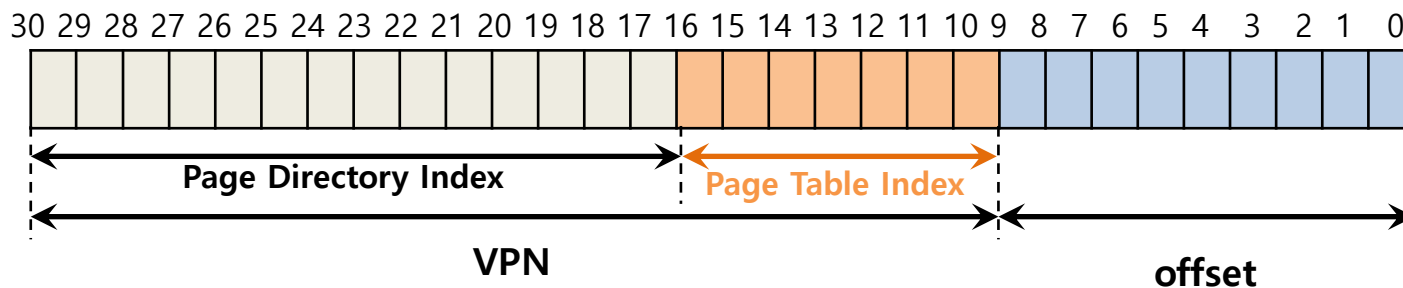 30 29 28 27 26 25 24 23 22 21 20 19 18 17 16 15 14 13 12 11 10 9 8 7 6 5 4 3 2 1 0
Page Directory Index
Page Table Index
VPN
offset